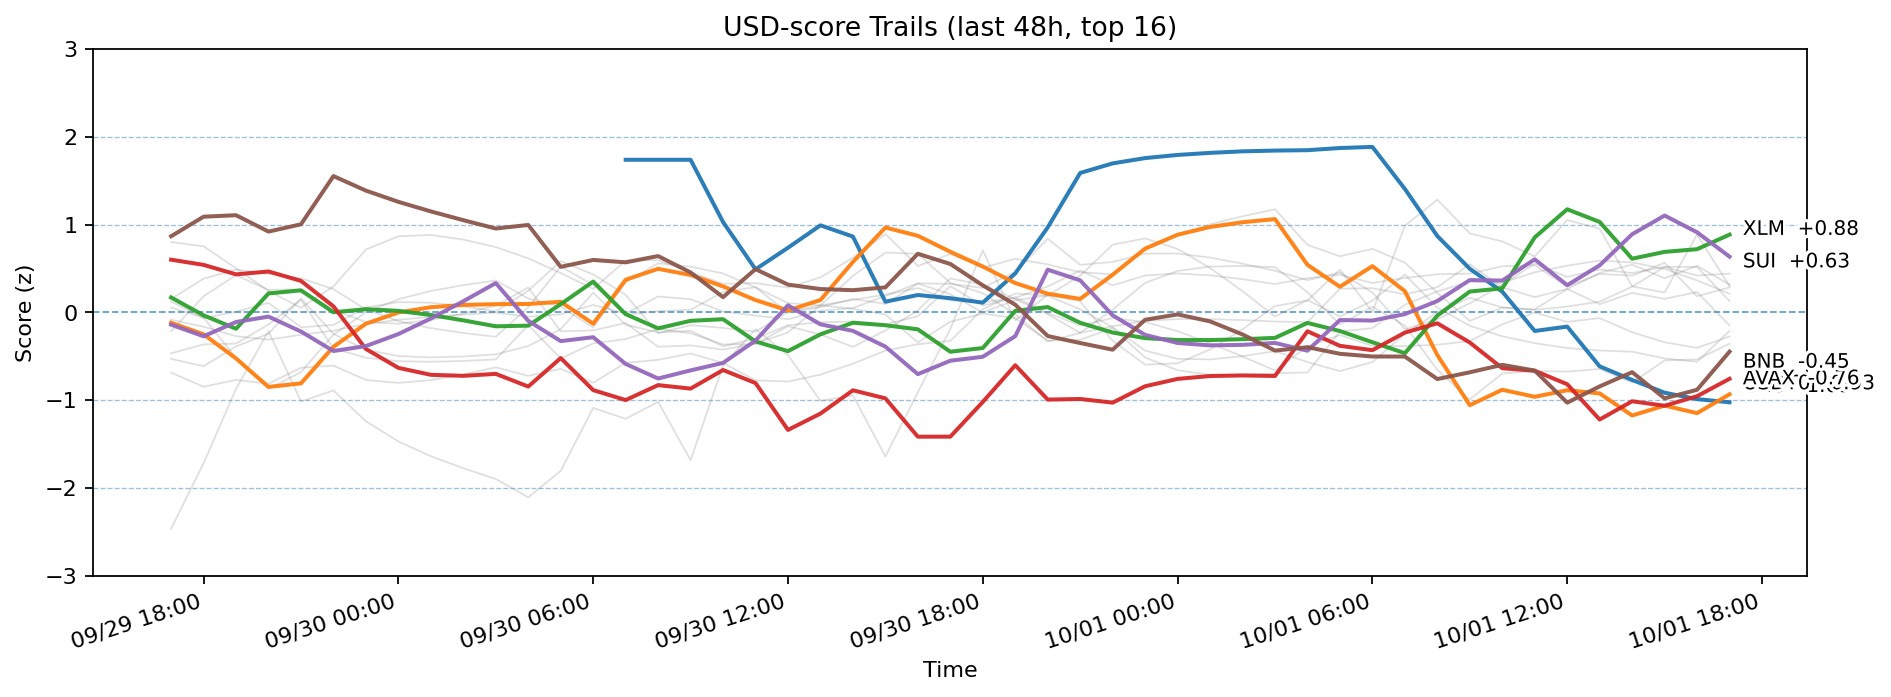 USD-score Trails (last 48h, top 16)
3
2
1
0
−1
−2
−3
Score (z)
XLM +0.88
SUI +0.63
BNB -0.45
AVAX -0.76
09/29 18:00
09/30 00:00
09/30 06:00
09/30 12:00
09/30 18:00
10/01 00:00
10/01 06:00
10/01 12:00
10/01 18:00
Time